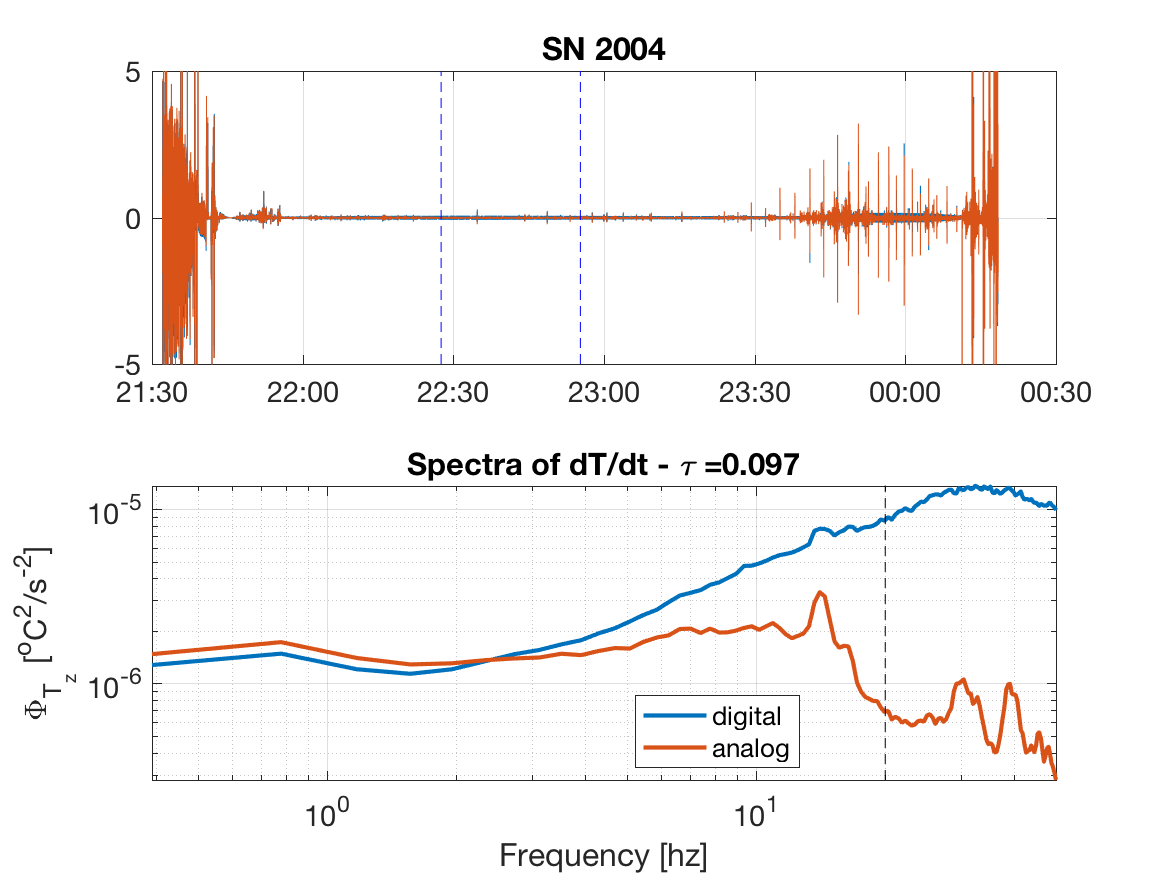 SN 2004
5
0
-5
21:30 22:00 22:30 23:00 23:30 00:00 00:30
Spectra of dT/dt - τ =0.097
10^-5
10^-6
Φ_T_z [°C²/s^-2]
digital
analog
10^0 10^1
Frequency [hz]